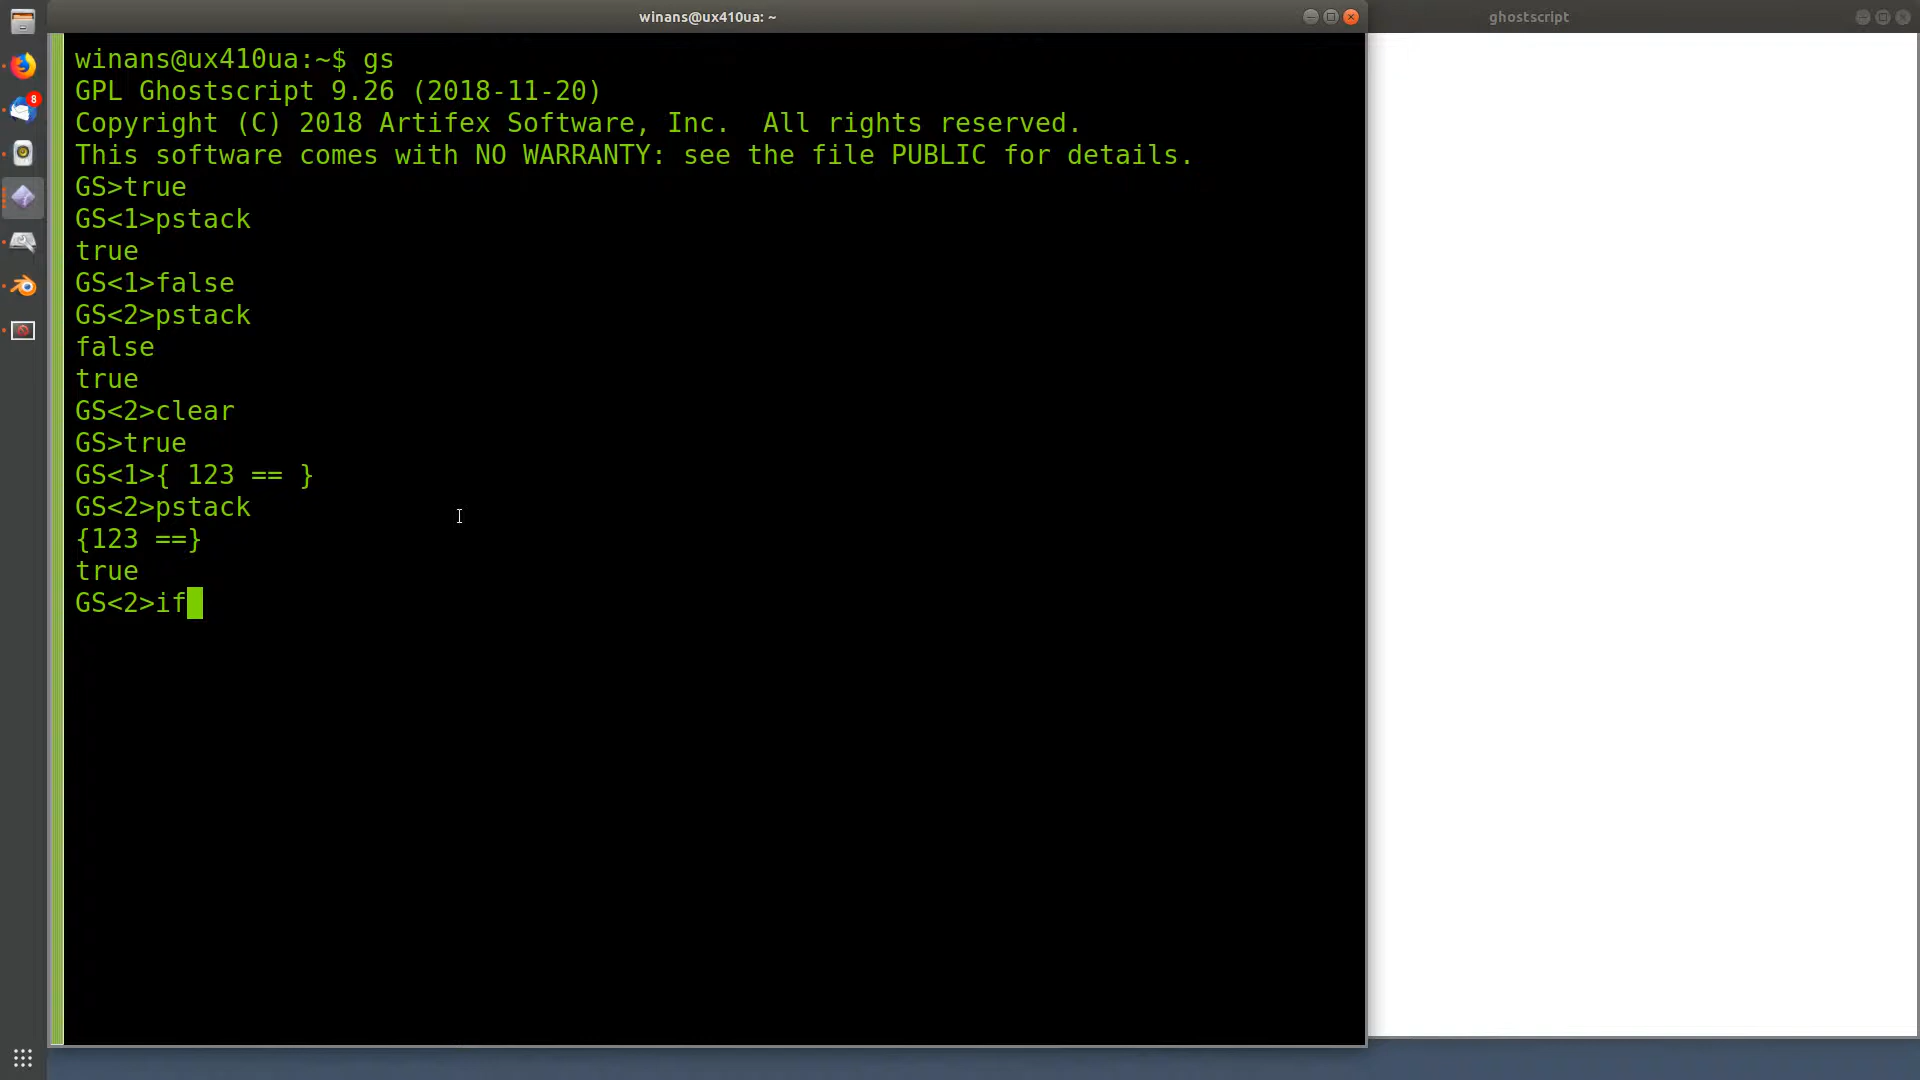 winans@ux410ua: ~
ghostscript
8
winans@ux410ua:~$ gs
GPL Ghostscript 9.26 (2018-11-20)
Copyright (C) 2018 Artifex Software, Inc.  All rights reserved.
This software comes with NO WARRANTY: see the file PUBLIC for details.
GS>true
GS<1>pstack
true
GS<1>false
GS<2>pstack
false
true
GS<2>clear
GS>true
GS<1>{ 123 == }
GS<2>pstack
{123 ==}
true
GS<2>if